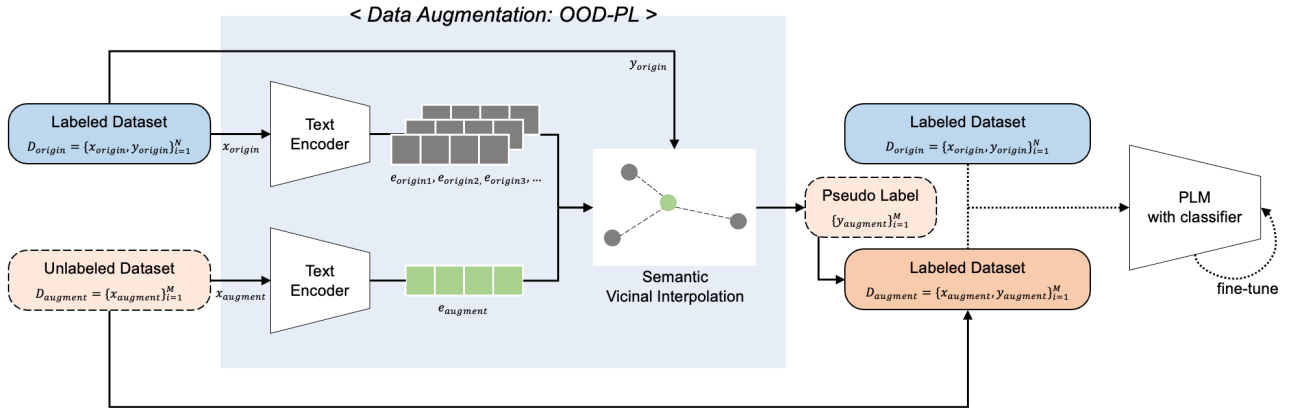 < Data Augmentation: OOD-PL >
y_origin
Labeled Dataset
D_origin = {x_origin, y_origin}_{i=1}^N
x_origin
Text
Encoder
e_origin1, e_origin2, e_origin3, ...
Unlabeled Dataset
D_augment = {x_augment}_{i=1}^M
x_augment
Text
Encoder
e_augment
Semantic
Vicinal Interpolation
Labeled Dataset
D_origin = {x_origin, y_origin}_{i=1}^N
Pseudo Label
{y_augment}_{i=1}^M
Labeled Dataset
D_augment = {x_augment, y_augment}_{i=1}^M
PLM
with classifier
fine-tune